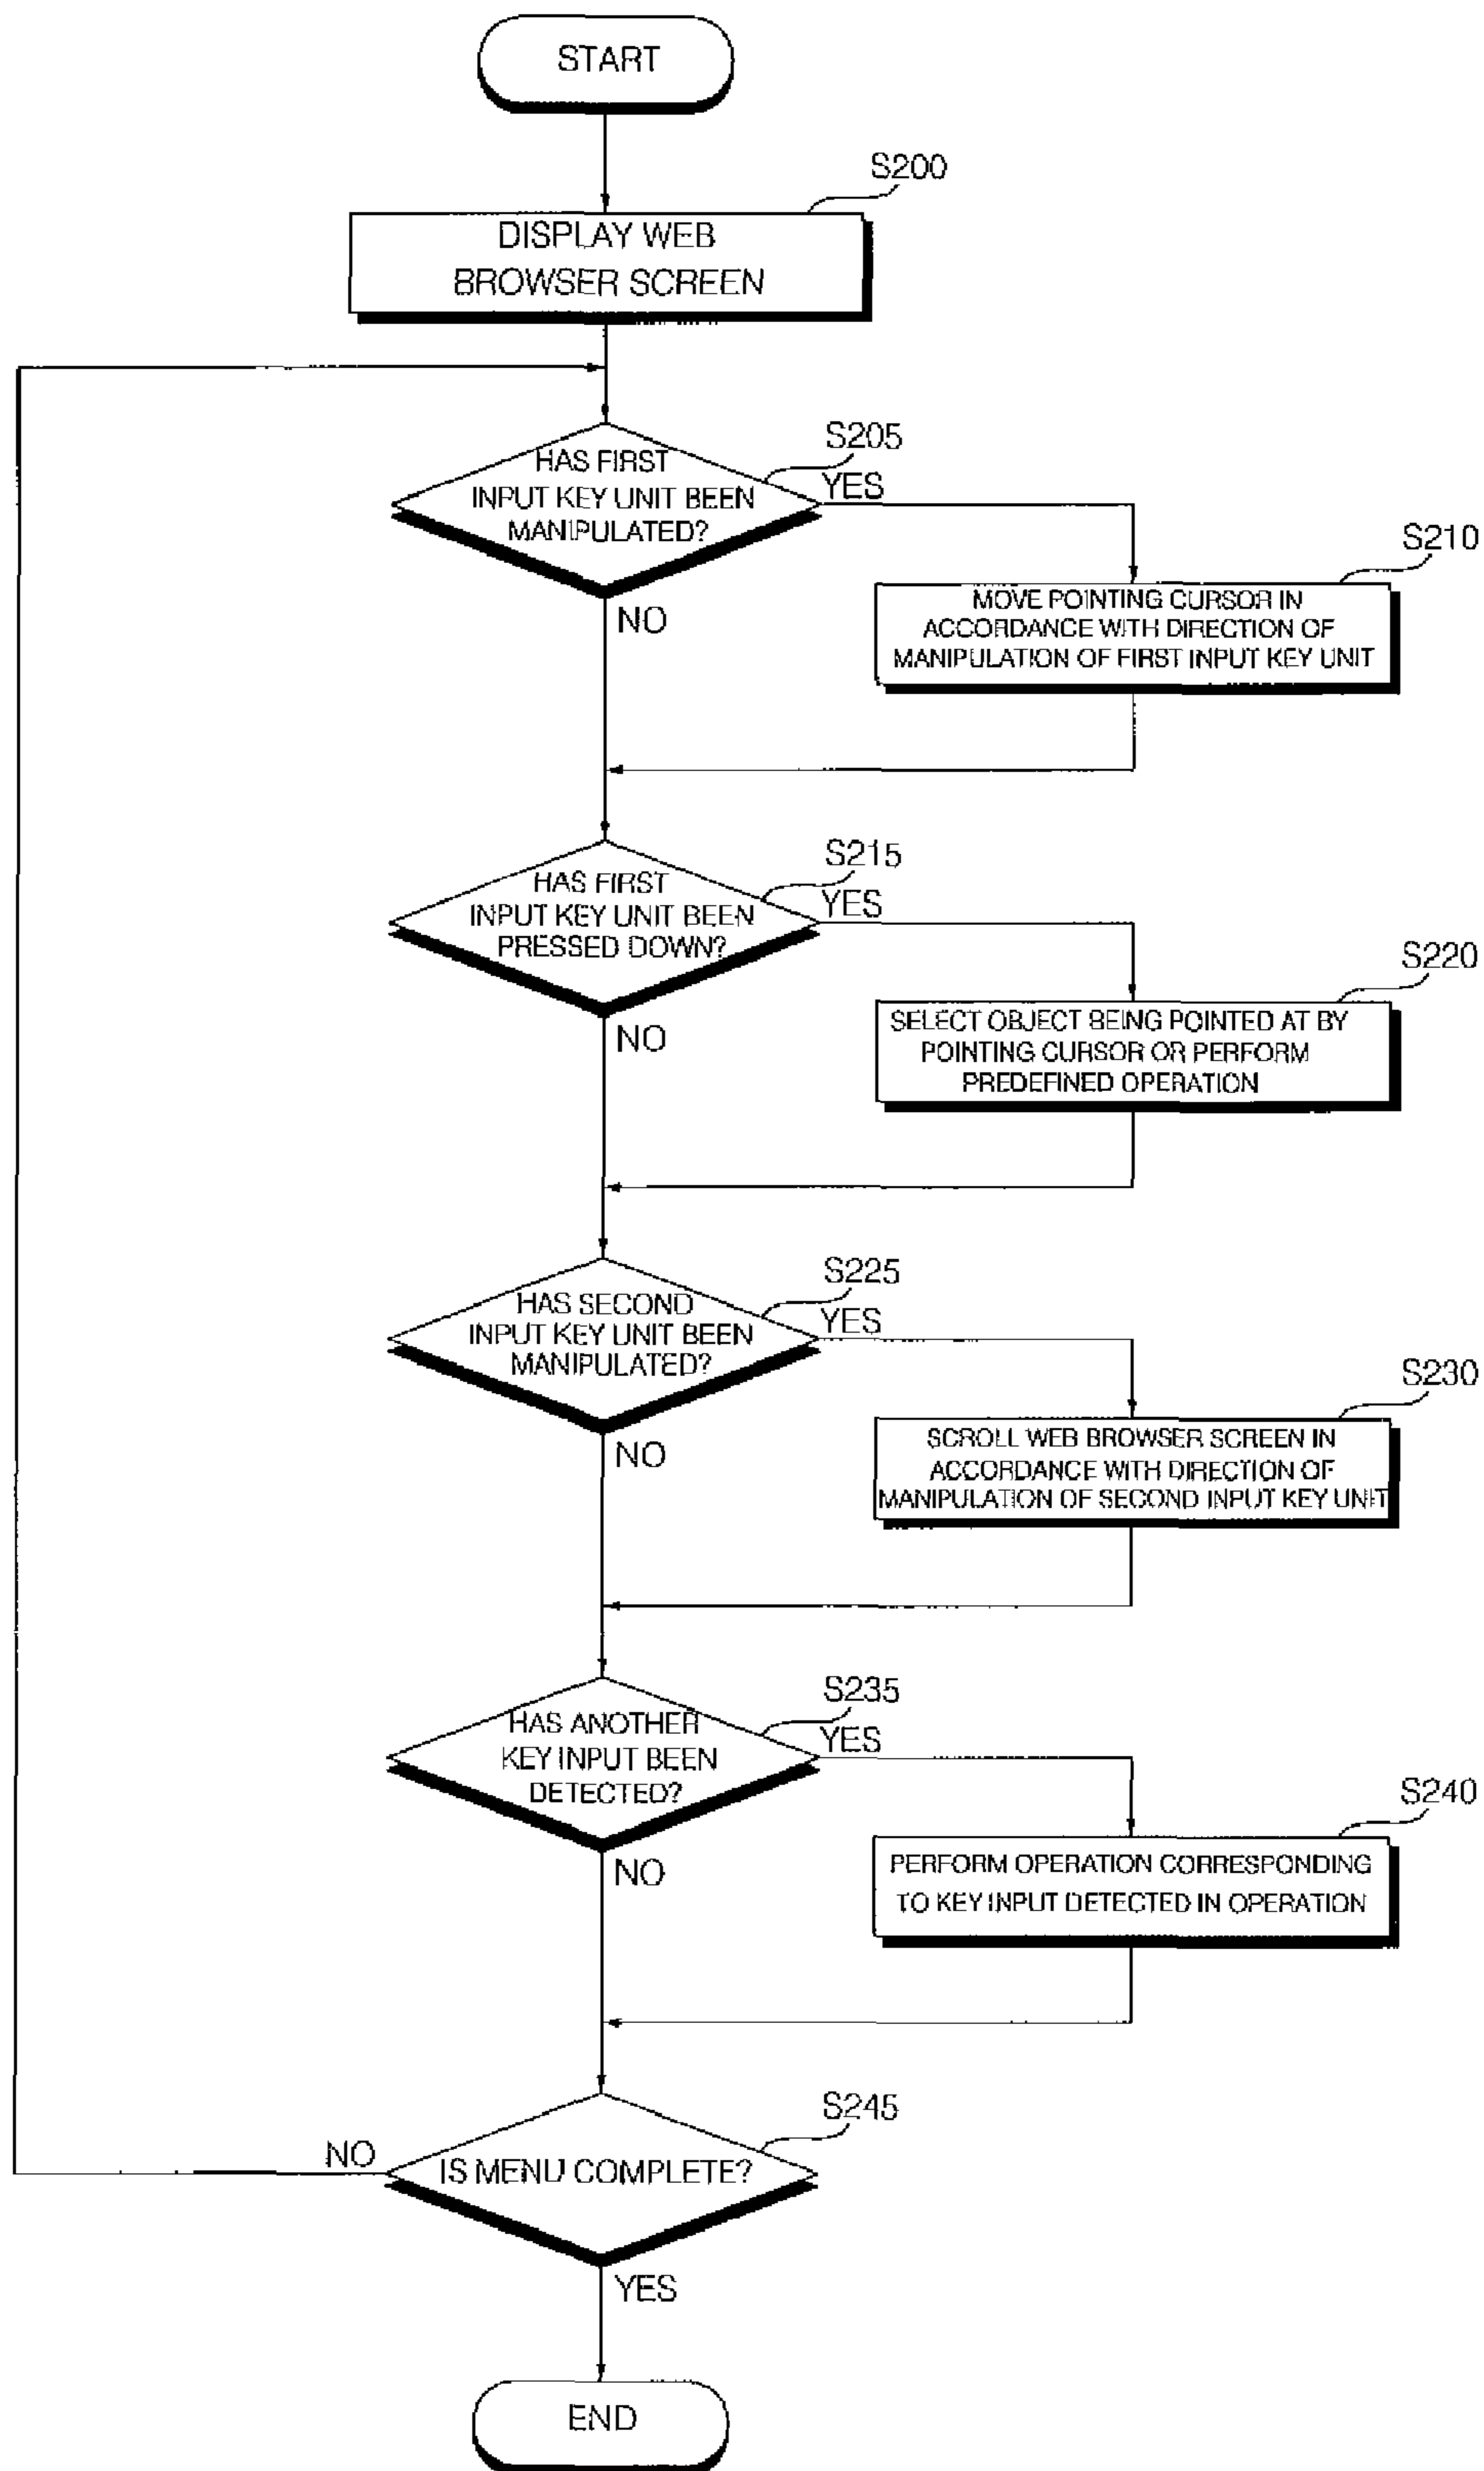 START
S200
DISPLAY WEB
BROWSER SCREEN
S205
HAS FIRST
INPUT KEY UNIT BEEN
MANIPULATED?
YES
NO
S210
MOVE POINTING CURSOR IN
ACCORDANCE WITH DIRECTION OF
MANIPULATION OF FIRST INPUT KEY UNIT
S215
HAS FIRST
INPUT KEY UNIT BEEN
PRESSED DOWN?
YES
NO
S220
SELECT OBJECT BEING POINTED AT BY
POINTING CURSOR OR PERFORM
PREDEFINED OPERATION
S225
HAS SECOND
INPUT KEY UNIT BEEN
MANIPULATED?
YES
NO
S230
SCROLL WEB BROWSER SCREEN IN
ACCORDANCE WITH DIRECTION OF
MANIPULATION OF SECOND INPUT KEY UNIT
S235
HAS ANOTHER
KEY INPUT BEEN
DETECTED?
YES
NO
S240
PERFORM OPERATION CORRESPONDING
TO KEY INPUT DETECTED IN OPERATION
S245
IS MENU COMPLETE?
NO
YES
END